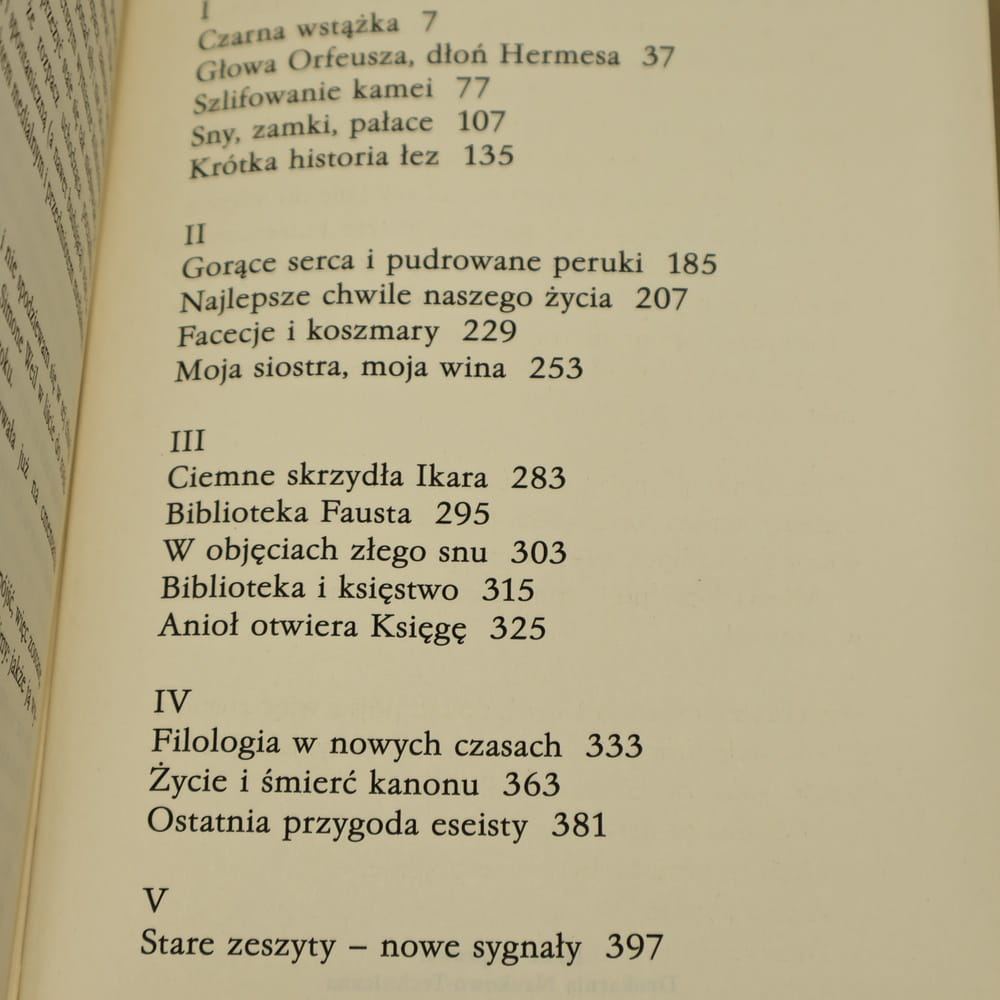 I
Czarna wstążka 7
Głowa Orfeusza, dłoń Hermesa 37
Szlifowanie kamei 77
Sny, zamki, pałace 107
Krótka historia łez 135
II
Gorące serca i pudrowane peruki 185
Najlepsze chwile naszego życia 207
Facecje i koszmary 229
Moja siostra, moja wina 253
III
Ciemne skrzydła Ikara 283
Biblioteka Fausta 295
W objęciach złego snu 303
Biblioteka i księstwo 315
Anioł otwiera Księgę 325
IV
Filologia w nowych czasach 333
Życie i śmierć kanonu 363
Ostatnia przygoda eseisty 381
V
Stare zeszyty – nowe sygnały 397